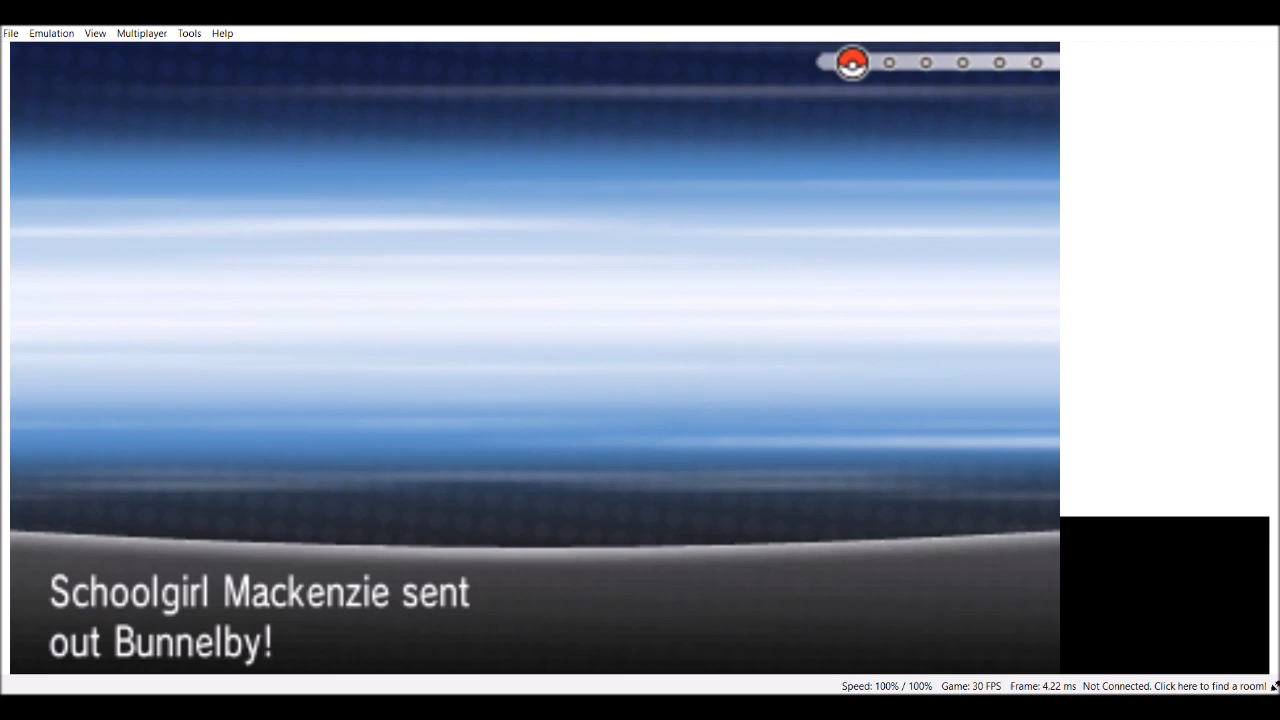 File Emulation View Multiplayer Tools Help
Schoolgirl Mackenzie sent
out Bunnelby!
Speed: 100% / 100% Game: 30 FPS Frame: 4.22 ms Not Connected. Click here to find a room!